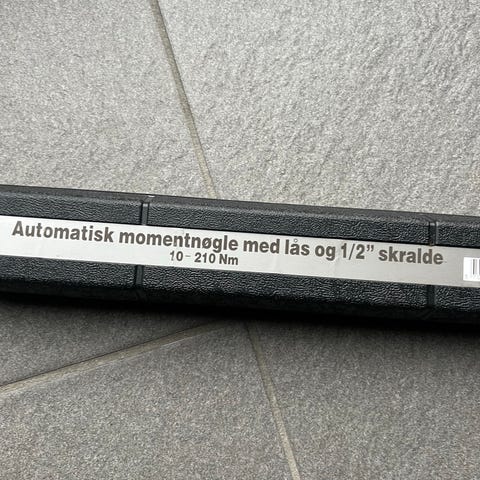 Automatisk momentnøgle med lås og 1/2” skralde
10- 210 Nm